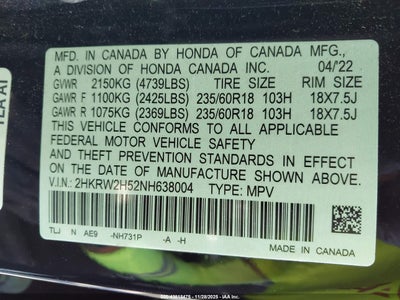 MFD. IN CANADA BY HONDA OF CANADA MFG.,
A DIVISION OF HONDA CANADA INC. 04/22
GVWR 2150KG (4739LBS) TIRE SIZE RIM SIZE
GAWR F 1100KG (2425LBS) 235/60R18 103H 18X7.5J
GAWR R 1075KG (2369LBS) 235/60R18 103H 18X7.5J
THIS VEHICLE CONFORMS TO ALL APPLICABLE
FEDERAL MOTOR VEHICLE SAFETY
AND THEFT PREVENTION STANDARDS IN EFFECT
ON THE DATE OF MANUFACTURE SHOWN ABOVE.
V.I.N: 2HKRW2H52NH638004 TYPE: MPV
TLJ N AE9 -NH731P -A -H
MADE IN CANADA